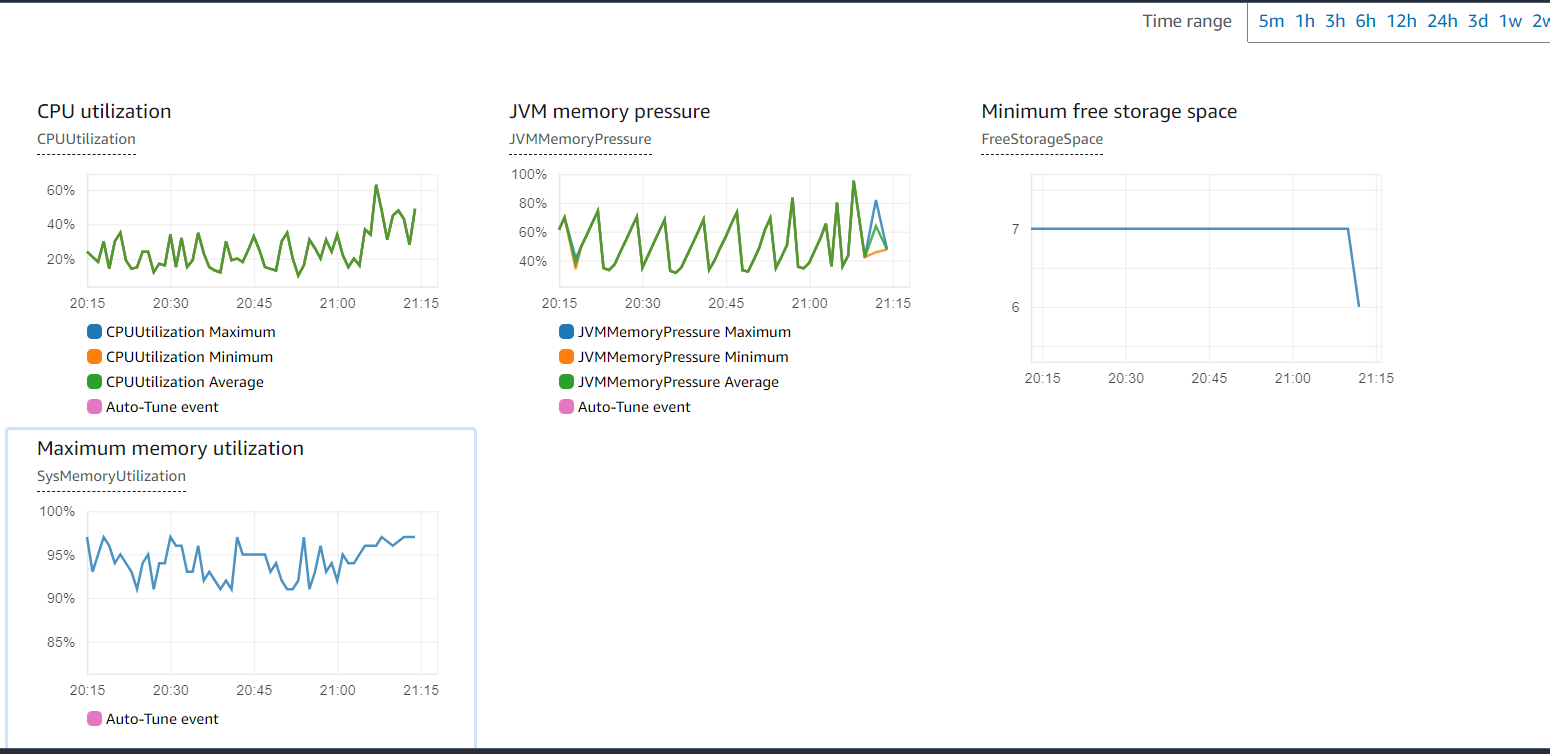 Time range 5m 1h 3h 6h 12h 24h 3d 1w
CPU utilization
CPUUtilization
60%
40%
20%
20:15 20:30 20:45 21:00 21:15
CPUUtilization Maximum
CPUUtilization Minimum
CPUUtilization Average
Auto-Tune event
JVM memory pressure
JVMMemoryPressure
100%
80%
60%
40%
20:15 20:30 20:45 21:00 21:15
JVMMemoryPressure Maximum
JVMMemoryPressure Minimum
JVMMemoryPressure Average
Auto-Tune event
Minimum free storage space
FreeStorageSpace
7
6
20:15 20:30 20:45 21:00 21:15
Maximum memory utilization
SysMemoryUtilization
100%
95%
90%
85%
20:15 20:30 20:45 21:00 21:15
Auto-Tune event